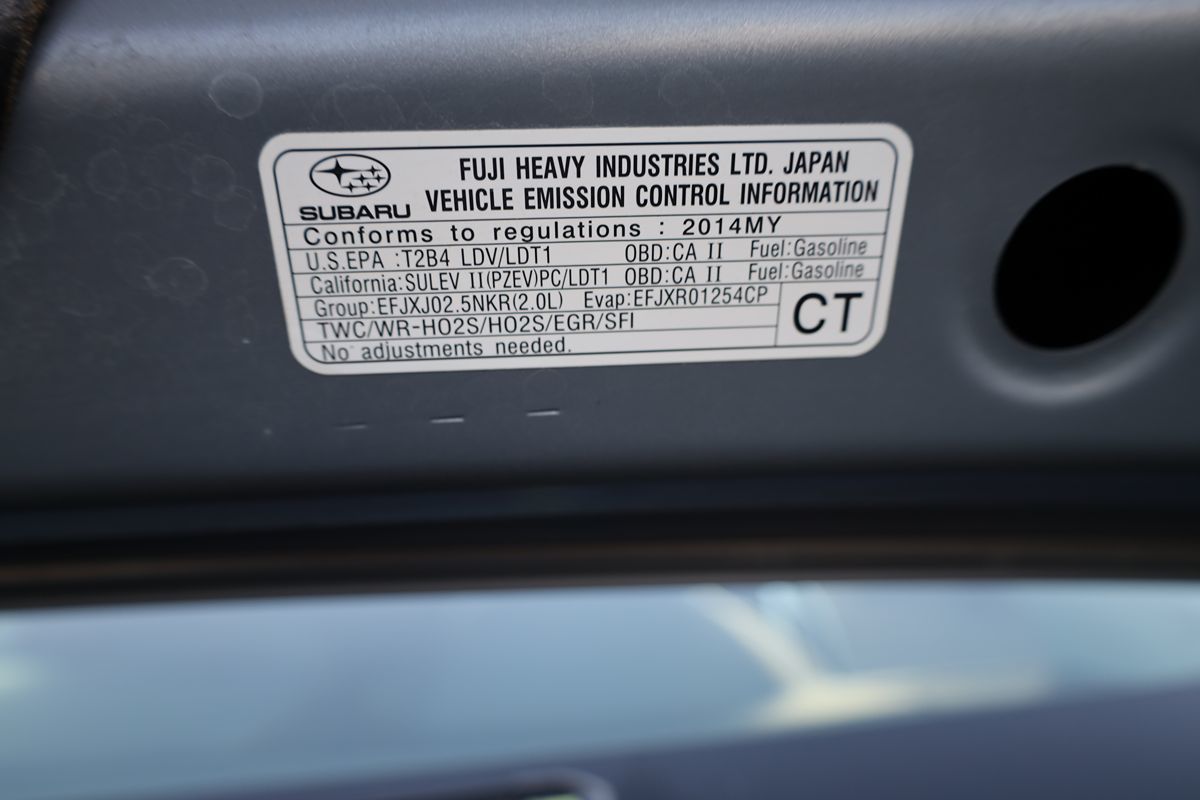 FUJI HEAVY INDUSTRIES LTD. JAPAN
SUBARU VEHICLE EMISSION CONTROL INFORMATION
Conforms to regulations : 2014MY
U.S.EPA :T2B4 LDV/LDT1 OBD:CA II Fuel:Gasoline
California:SULEV II(PZEV)PC/LDT1 OBD:CA II Fuel:Gasoline
Group:EFJXJ02.5NKR(2.0L) Evap:EFJXR01254CP
TWC/WR-HO2S/HO2S/EGR/SFI
CT
No adjustments needed.